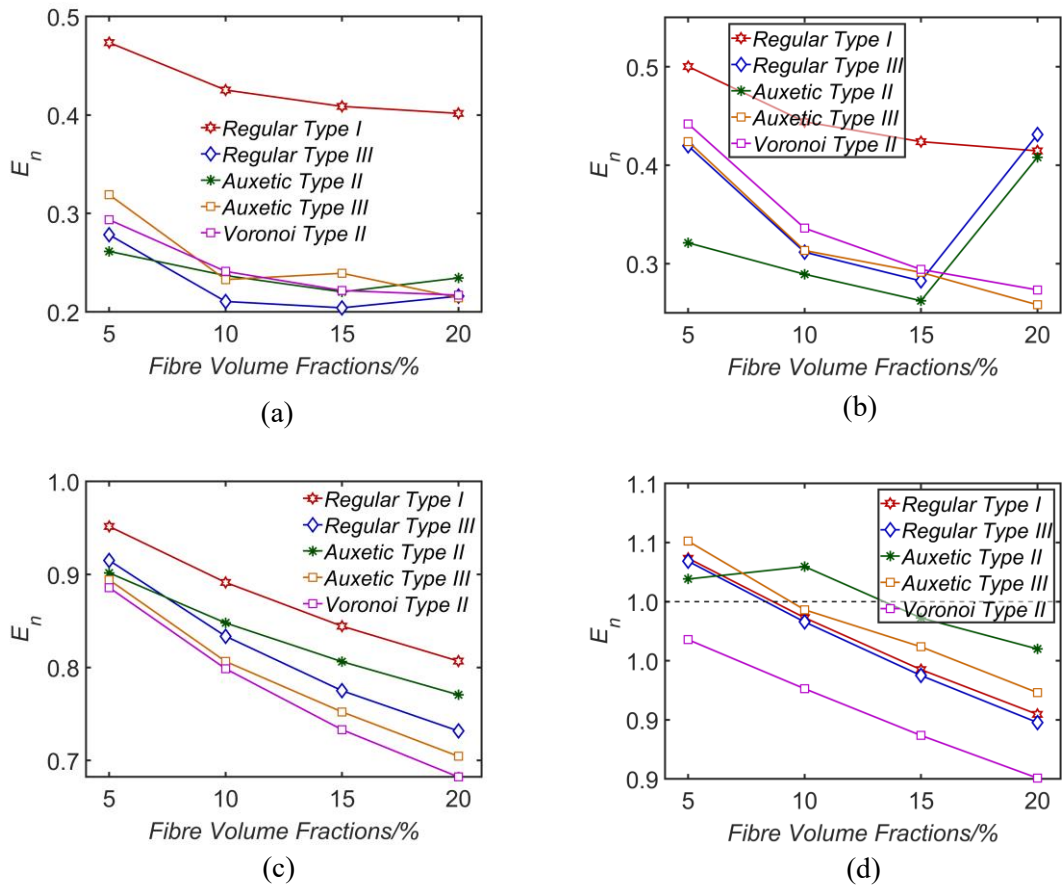 0.5
0.4
0.3
0.2
E_n
Regular Type I
Regular Type III
Auxetic Type II
Auxetic Type III
Voronoi Type II
5 10 15 20
Fibre Volume Fractions/%
(a)
0.5
0.4
0.3
E_n
Regular Type I
Regular Type III
Auxetic Type II
Auxetic Type III
Voronoi Type II
5 10 15 20
Fibre Volume Fractions/%
(b)
1.0
0.9
0.8
0.7
E_n
Regular Type I
Regular Type III
Auxetic Type II
Auxetic Type III
Voronoi Type II
5 10 15 20
Fibre Volume Fractions/%
(c)
1.1
1.1
1.0
1.0
0.9
0.9
E_n
Regular Type I
Regular Type III
Auxetic Type II
Auxetic Type III
Voronoi Type II
5 10 15 20
Fibre Volume Fractions/%
(d)